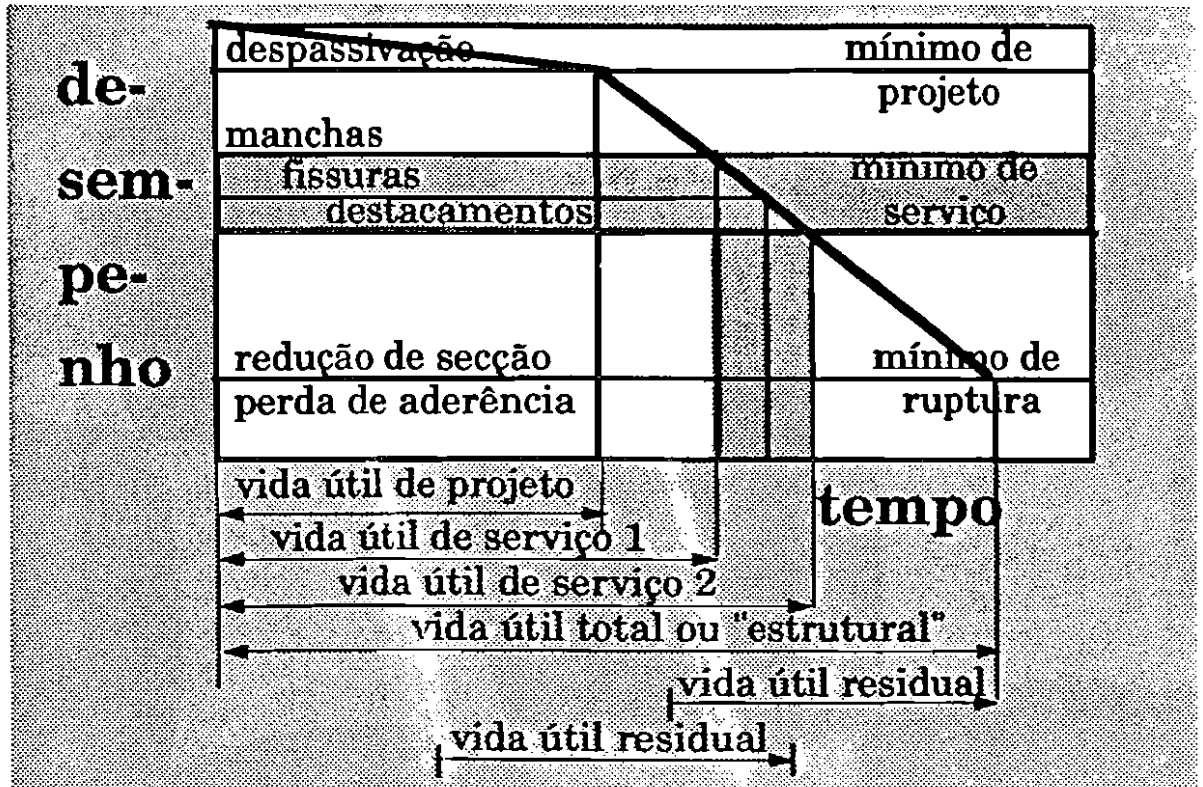 despassivação
mínimo de
projeto
de-
sem-
pe-
nho
manchas
fissuras
mínimo de
serviço
destacamentos
redução de secção
mínimo de
ruptura
perda de aderência
vida útil de projeto
tempo
vida útil de serviço 1
vida útil de serviço 2
vida útil total ou "estrutural"
vida útil residual
vida útil residual